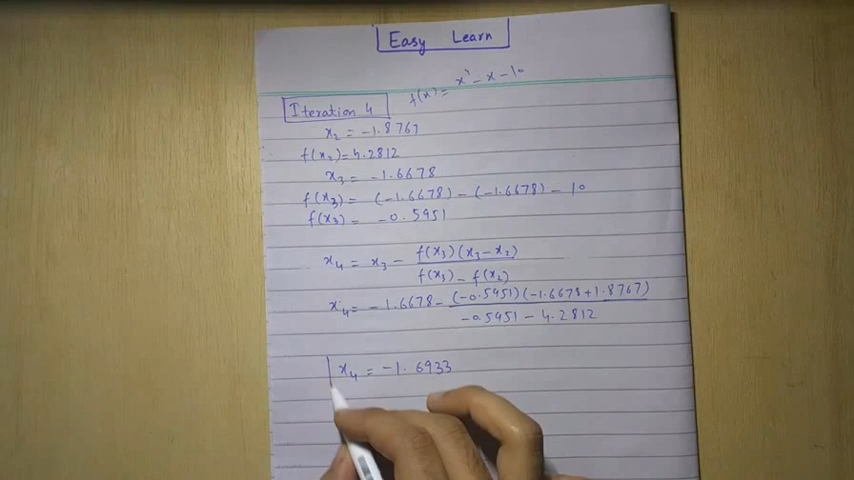 Easy Learn
f(x) = x⁴ - x - 10
Iteration 4
x₂ = -1.8767
f(x₂) = 4.2812
x₃ = -1.6678
f(x₃) = (-1.6678) - (-1.6678) - 10
f(x₃) = -0.5951
x₄ = x₃ - f(x₃)(x₃-x₂)
f(x₃) - f(x₂)
x₄ = -1.6678 - (-0.5951)(-1.6678+1.8767)
-0.5951 - 4.2812
x₄ = -1.6933